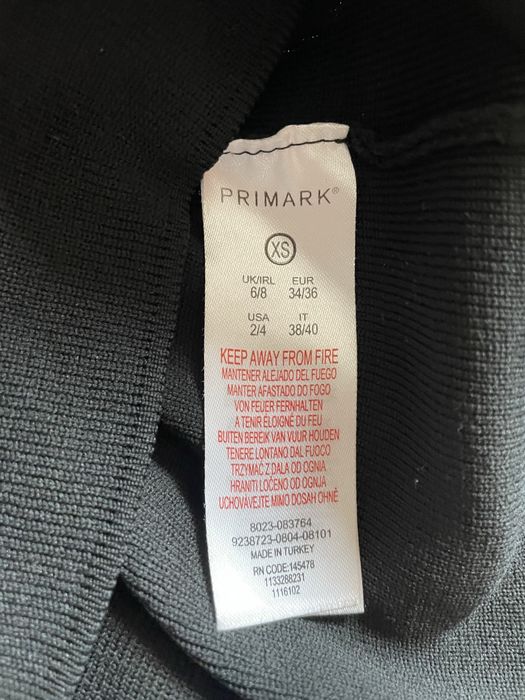 PRIMARK®
XS
UK/IRL EUR
6/8 34/36
USA IT
2/4 38/40
KEEP AWAY FROM FIRE
MANTENER ALEJADO DEL FUEGO
MANTER AFASTADO DO FOGO
VON FEUER FERNHALTEN
A TENIR ÉLOIGNÉ DU FEU
BUITEN BEREIK VAN VUUR HOUDEN
TENERE LONTANO DAL FUOCO
TRZYMAĆ Z DALA OD OGNIA
HRANITI LOČENO OD OGNJA
UCHOVÁVEJTE MIMO DOSAH OHNĚ
8023-083764
9238723-0804-08101
MADE IN TURKEY
RN CODE:145478
1133288231
1116102